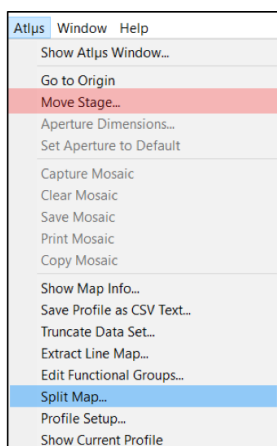 Atlµs Window Help
Show Atlµs Window...
Go to Origin
Move Stage...
Aperture Dimensions...
Set Aperture to Default
Capture Mosaic
Clear Mosaic
Save Mosaic
Print Mosaic
Copy Mosaic
Show Map Info...
Save Profile as CSV Text...
Truncate Data Set...
Extract Line Map...
Edit Functional Groups...
Split Map...
Profile Setup...
Show Current Profile